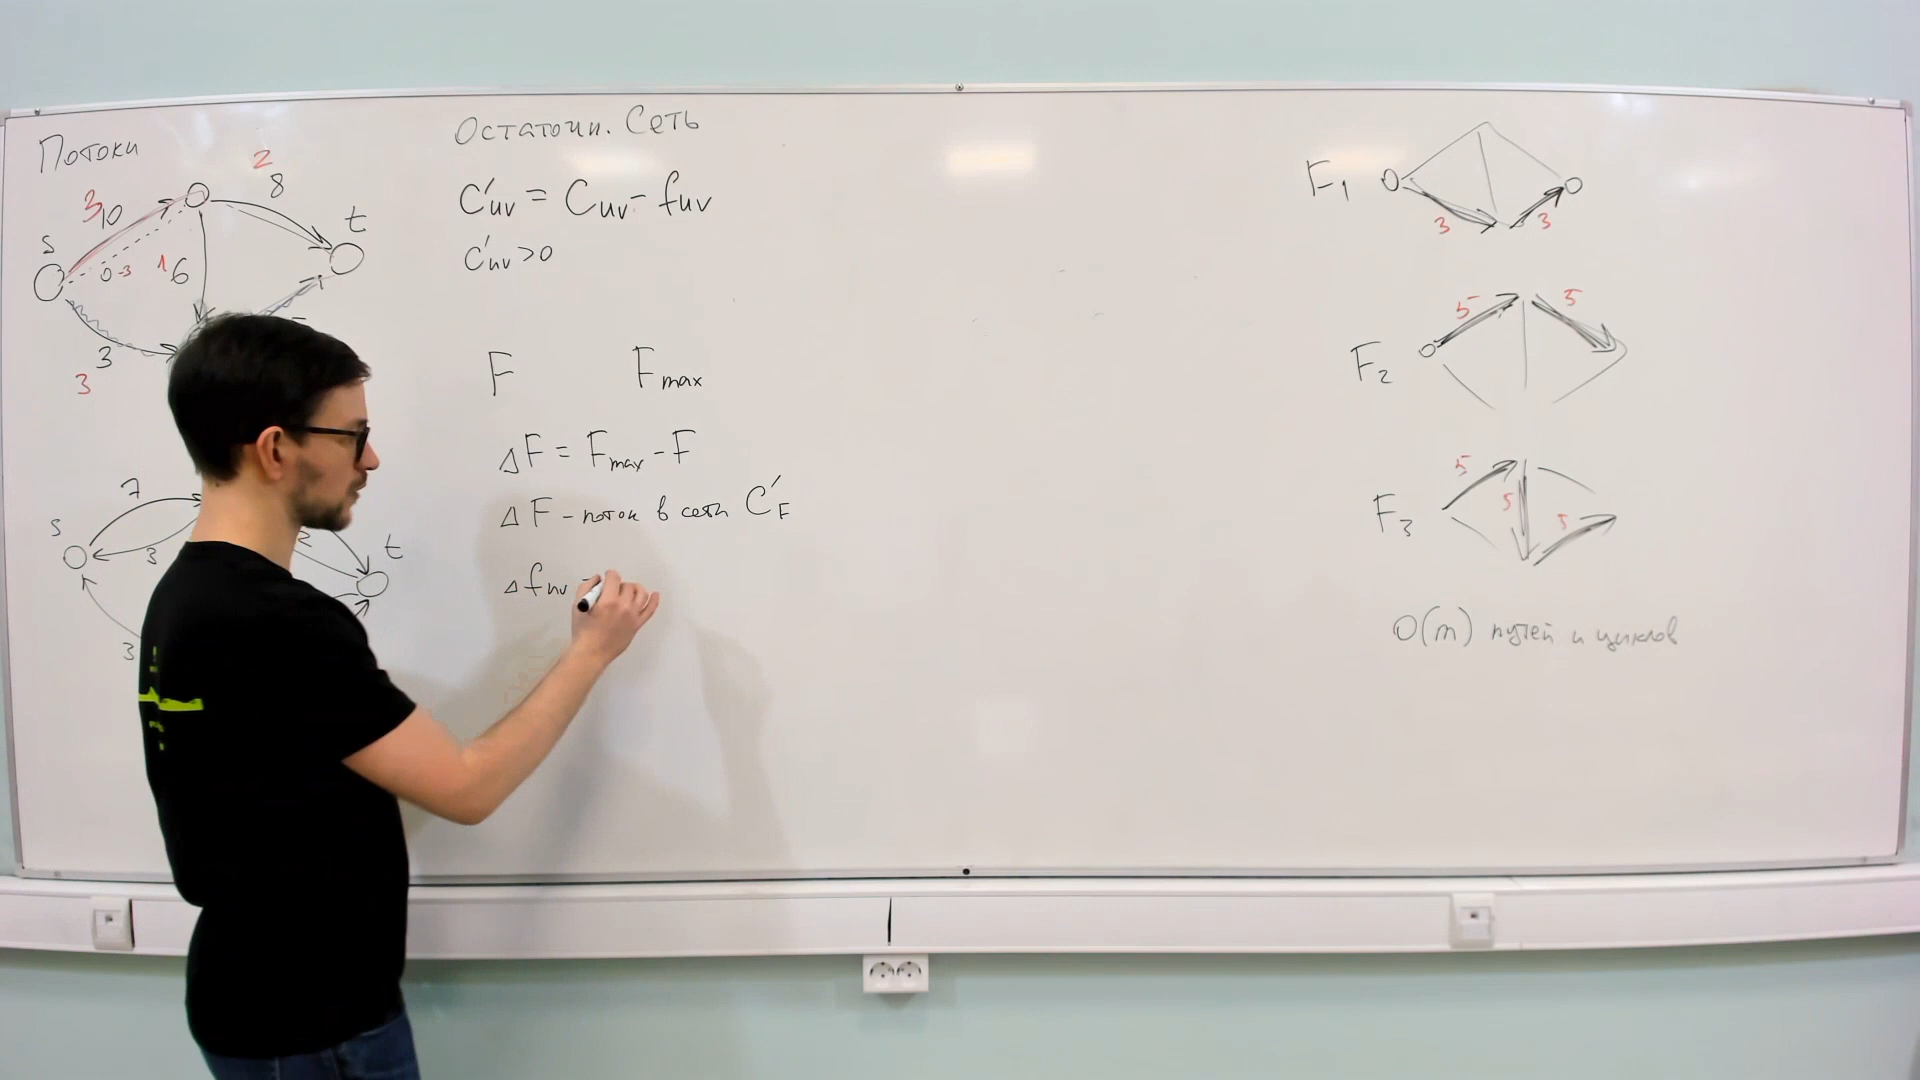 Потоки
2
8
3
10
s
t
0-3
1
6
3
3
s
7
3
2
t
3
Остаточн. Сеть
C'uv = Cuv - fuv
C'uv > 0
F Fmax
ΔF = Fmax - F
ΔF - поток в сети C'F
Δfuv
F1
3 3
F2
5 5
F3
5
5
5
O(m) путей и циклов